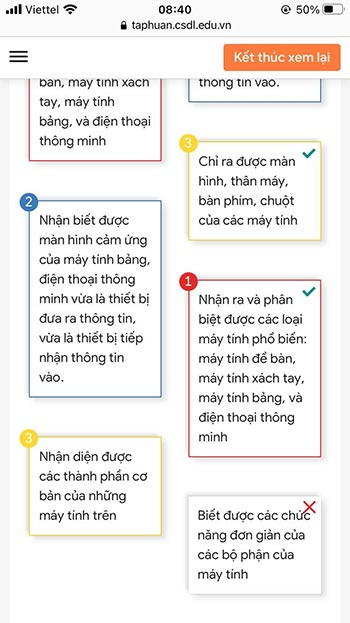 Viettel 08:40 50%
taphuan.csdl.edu.vn
Kết thúc xem lại
bàn, máy tính xách
tay, máy tính
bảng, và điện thoại
thông minh
2
Nhận biết được
màn hình cảm ứng
của máy tính bảng,
điện thoại thông
minh vừa là thiết bị
đưa ra thông tin,
vừa là thiết bị tiếp
nhận thông tin
vào.
3
Nhận diện được
các thành phần cơ
bản của những
máy tính trên
thông tin vào.
3
Chỉ ra được màn
hình, thân máy,
bàn phím, chuột
của các máy tính
1
Nhận ra và phân
biệt được các loại
máy tính phổ biến:
máy tính để bàn,
máy tính xách tay,
máy tính bảng, và
điện thoại thông
minh
Biết được các chức
năng đơn giản của
các bộ phận của
máy tính